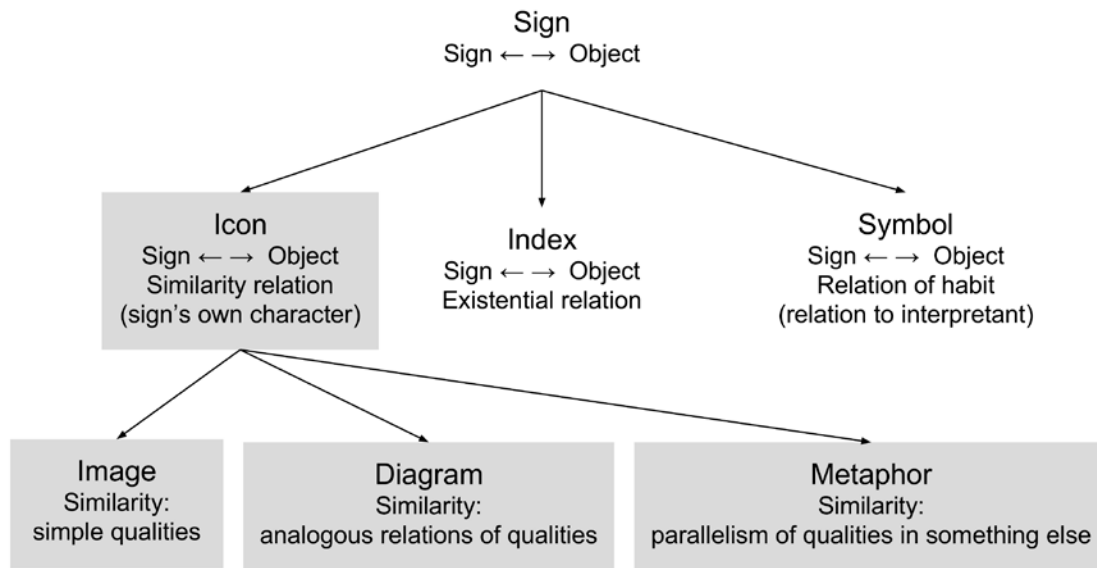 Sign
Sign ← → Object
Icon
Sign ← → Object
Similarity relation
(sign's own character)
Index
Sign ← → Object
Existential relation
Symbol
Sign ← → Object
Relation of habit
(relation to interpretant)
Image
Similarity:
simple qualities
Diagram
Similarity:
analogous relations of qualities
Metaphor
Similarity:
parallelism of qualities in something else